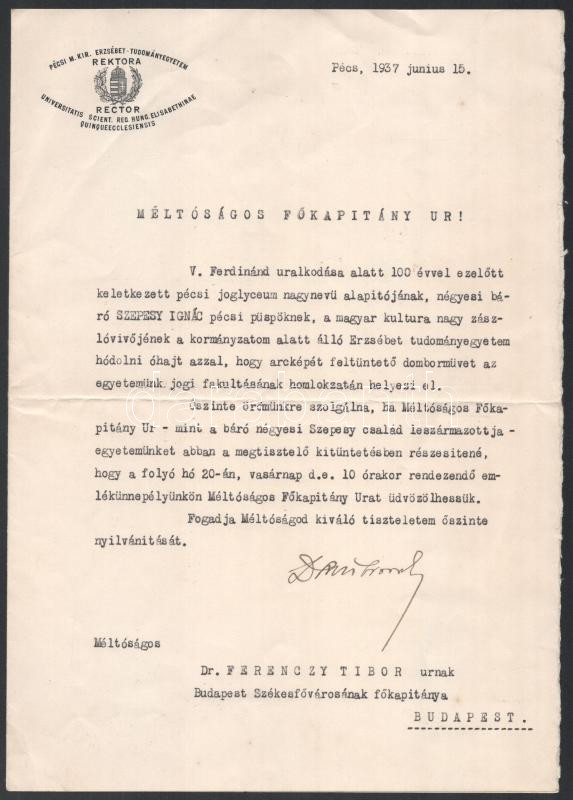 PÉCSI M. KIR. ERZSÉBET-TUDOMÁNYEGYETEM
REKTORA
RECTOR
UNIVERSITATIS SCIENT. REG. HUNG. ELISABETHINAE
QUINQUEECCLESIENSIS
Pécs, 1937 junius 15.
MÉLTÓSÁGOS FŐKAPITÁNY UR!
V. Ferdinánd uralkodása alatt 100 évvel ezelőtt
keletkezett pécsi joglyceum nagynevü alapitójának, négyesi bá-
ró SZEPESY IGNÁC pécsi püspöknek, a magyar kultura nagy zász-
lóvivőjének a kormányzatom alatt álló Erzsébet tudományegyetem
hódolni óhajt azzal, hogy arcképát feltüntető dombormüvet az
egyetemünk jogi fakultásának homlokzatán helyezi el.
Őszinte örömünkre szolgálna, ha Méltóságos Főka-
pitány Ur - mint a báró négyesi Szepesy család leszármazottja -
egyetemünket abban a megtisztelő kitüntetésben részesitené,
hogy a folyó hó 20-án, vasárnap d.e. 10 órakor rendezendő em-
lékünnepélyünkön Méltóságos Főkapitány Urat üdvözölhessük.
Fogadja Méltóságod kiváló tiszteletem őszinte
nyilvánitását.
Méltóságos
Dr. FERENCZY TIBOR urnak
Budapest Székesfővárosának főkapitánya
BUDAPEST.